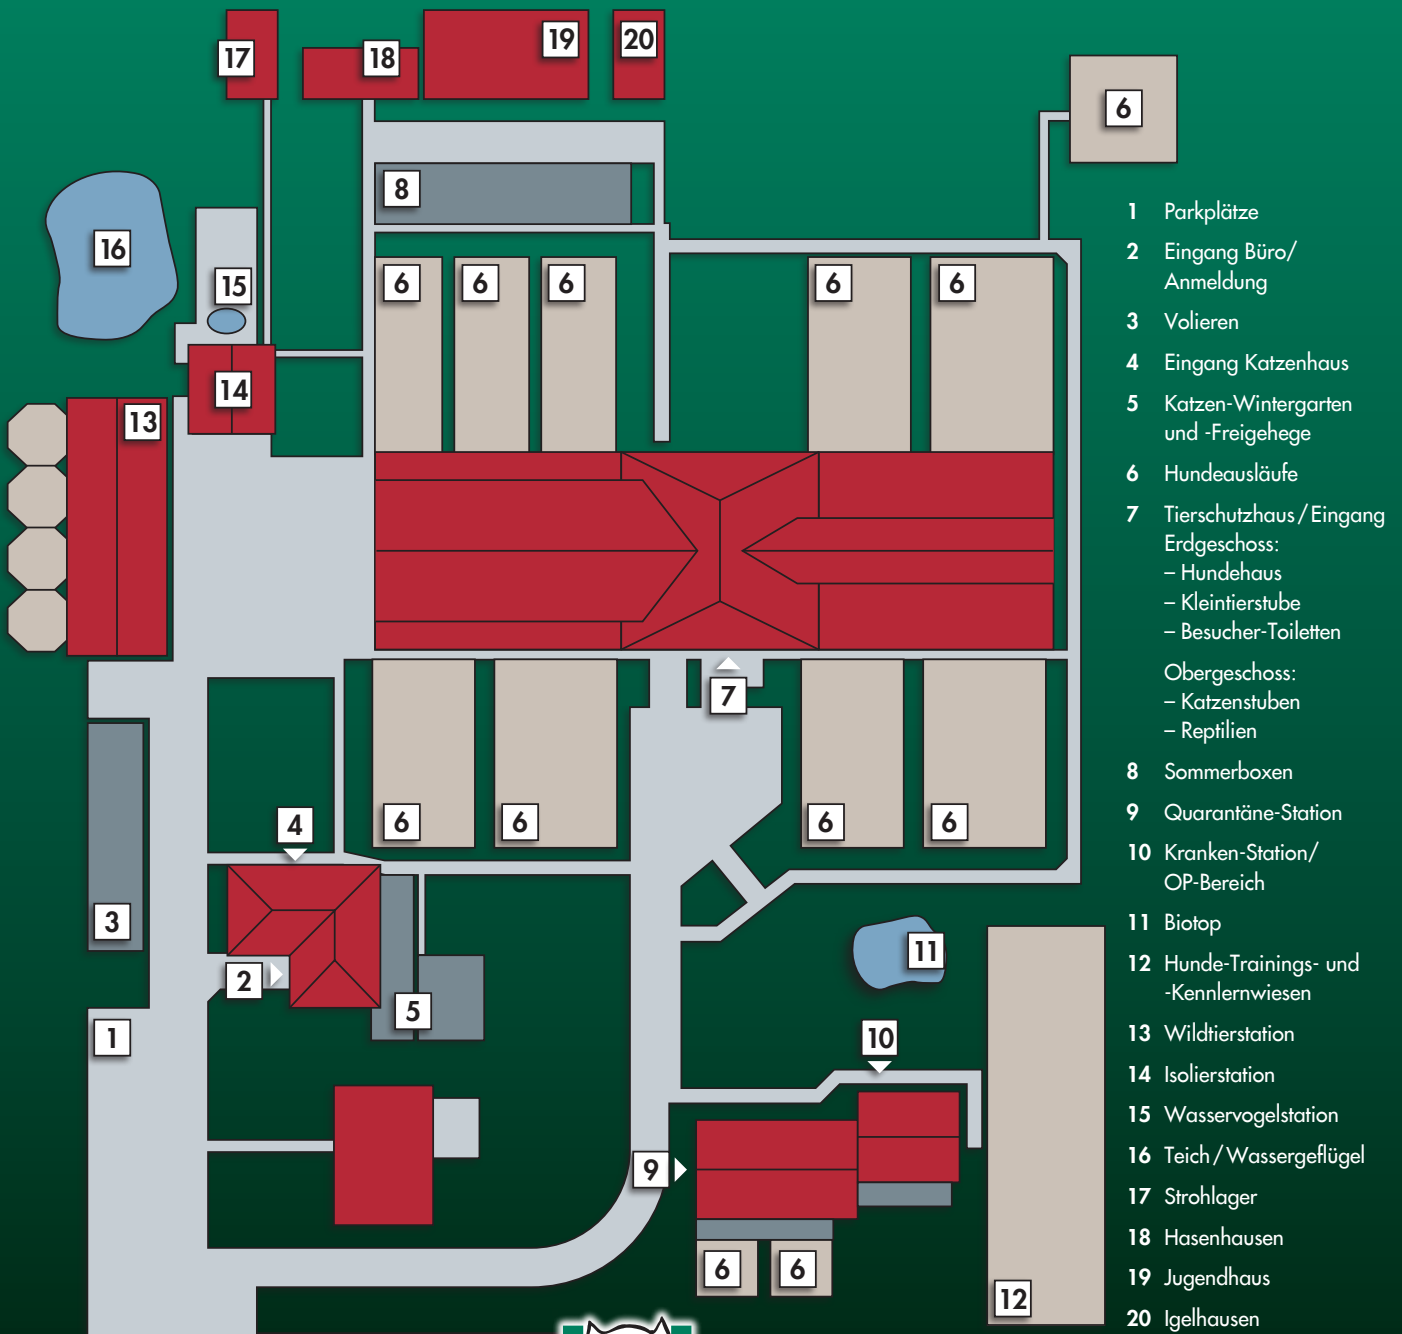 17
18
19
20
6
8
16
15
6
6
6
6
6
14
13
7
6
6
6
6
4
3
2
5
11
1
10
9
6
6
12
1 Parkplätze
2 Eingang Büro/
Anmeldung
3 Volieren
4 Eingang Katzenhaus
5 Katzen-Wintergarten
und -Freigehege
6 Hundeausläufe
7 Tierschutzhaus / Eingang
Erdgeschoss:
– Hundehaus
– Kleintierstube
– Besucher-Toiletten
Obergeschoss:
– Katzenstuben
– Reptilien
8 Sommerboxen
9 Quarantäne-Station
10 Kranken-Station/
OP-Bereich
11 Biotop
12 Hunde-Trainings- und
-Kennlernwiesen
13 Wildtierstation
14 Isolierstation
15 Wasservogelstation
16 Teich / Wassergeflügel
17 Strohlager
18 Hasenhausen
19 Jugendhaus
20 Igelhausen